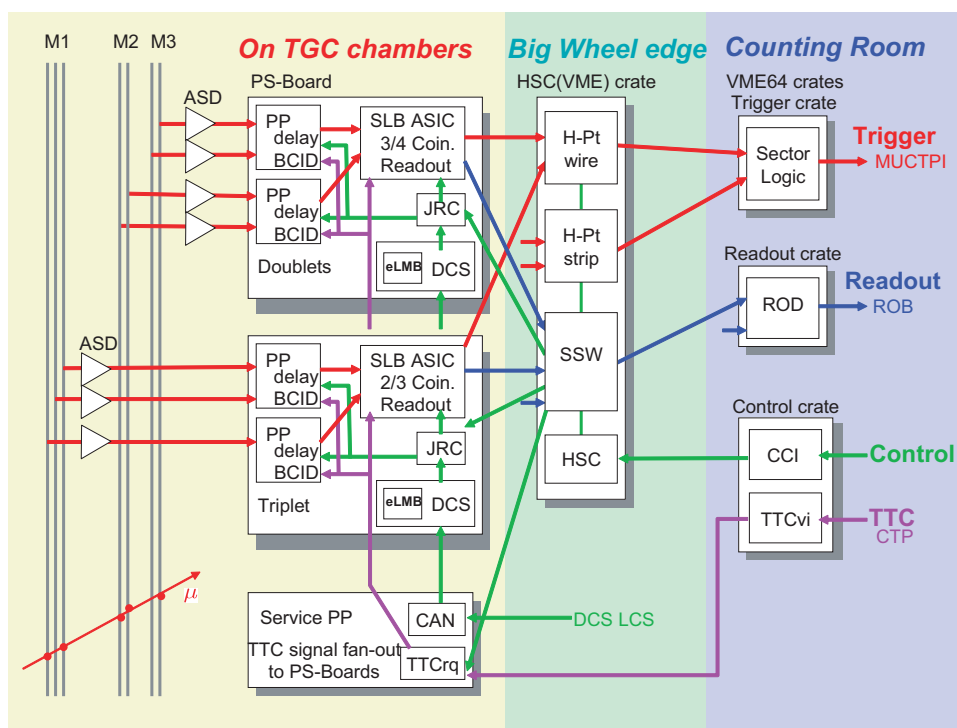 On TGC chambers
Big Wheel edge
Counting Room
M1
M2
M3
ASD
PS-Board
PP
delay
BCID
PP
delay
BCID
SLB ASIC
3/4 Coin.
Readout
JRC
eLMB
DCS
Doublets
ASD
PP
delay
BCID
PP
delay
BCID
SLB ASIC
2/3 Coin.
Readout
JRC
eLMB
DCS
Triplet
μ
Service PP
TTC signal fan-out
to PS-Boards
CAN
TTCrq
HSC(VME) crate
H-Pt
wire
H-Pt
strip
SSW
HSC
DCS LCS
VME64 crates
Trigger crate
Sector
Logic
Trigger
MUCTPI
Readout crate
ROD
Readout
ROB
Control crate
CCI
Control
TTCvi
TTC
CTP